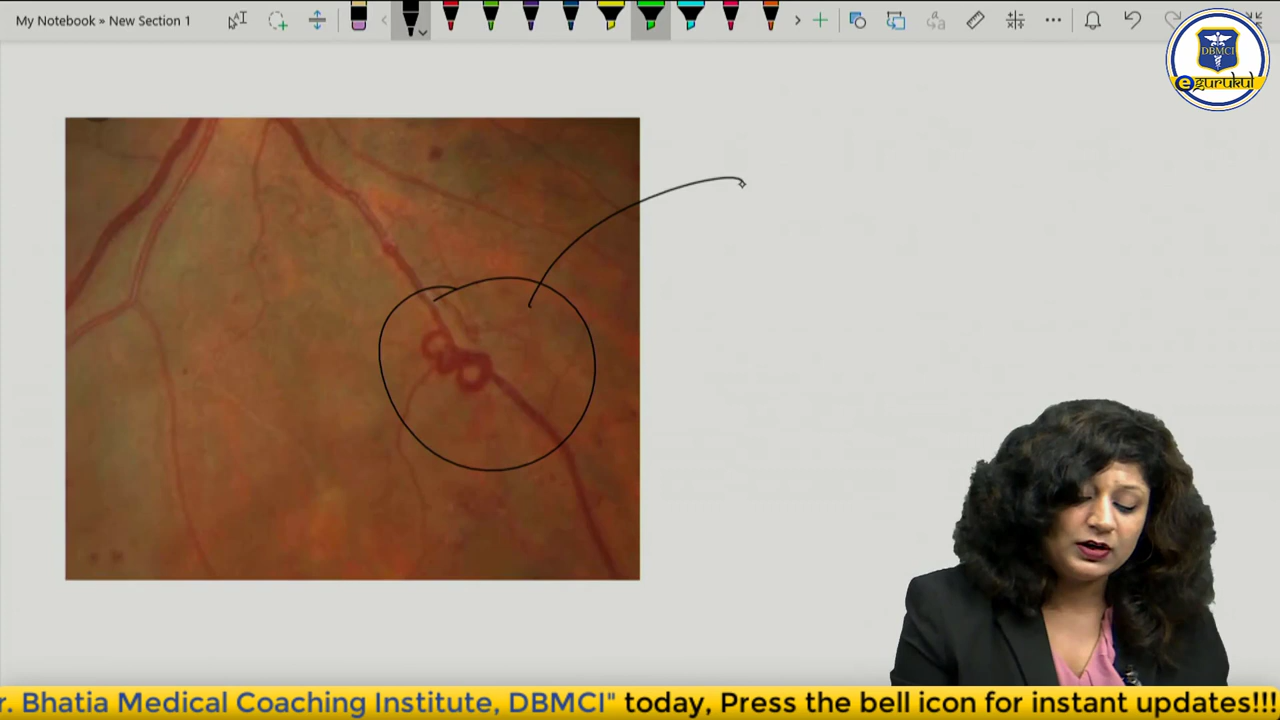 My Notebook » New Section 1
DBMCI
e gurukul
r. Bhatia Medical Coaching Institute, DBMCI" today, Press the bell icon for instant updates!!!